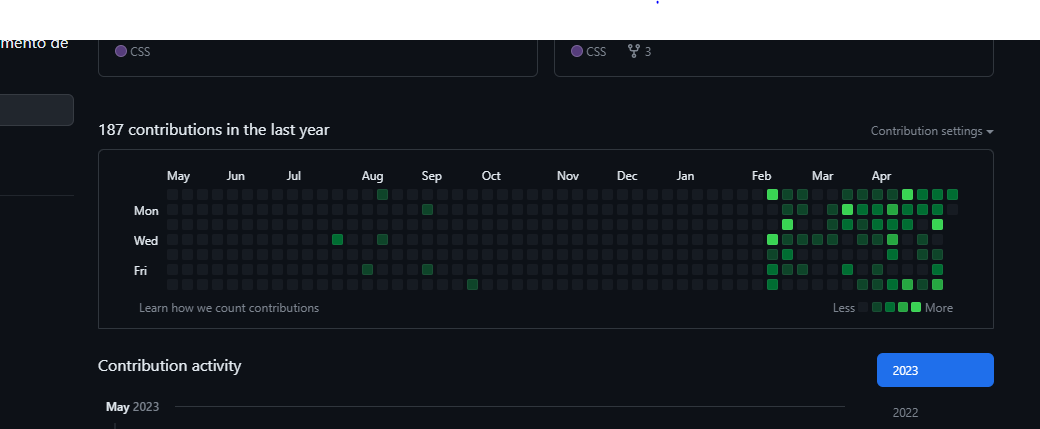 mento de
CSS
CSS 3
187 contributions in the last year
Contribution settings
May Jun Jul Aug Sep Oct Nov Dec Jan Feb Mar Apr
Mon
Wed
Fri
Learn how we count contributions
Less More
Contribution activity
2023
May 2023
2022